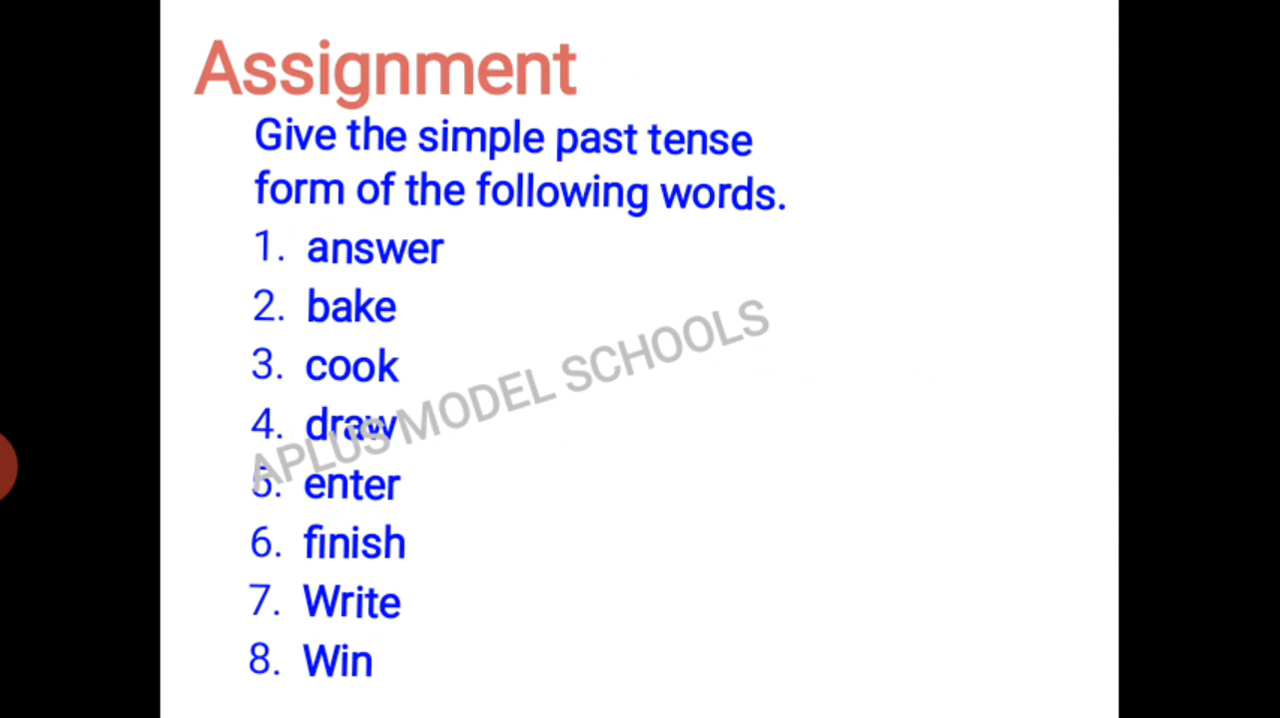 Assignment
Give the simple past tense
form of the following words.
1. answer
2. bake
3. cook
4. draw
5. enter
6. finish
7. Write
8. Win
APLUS MODEL SCHOOLS